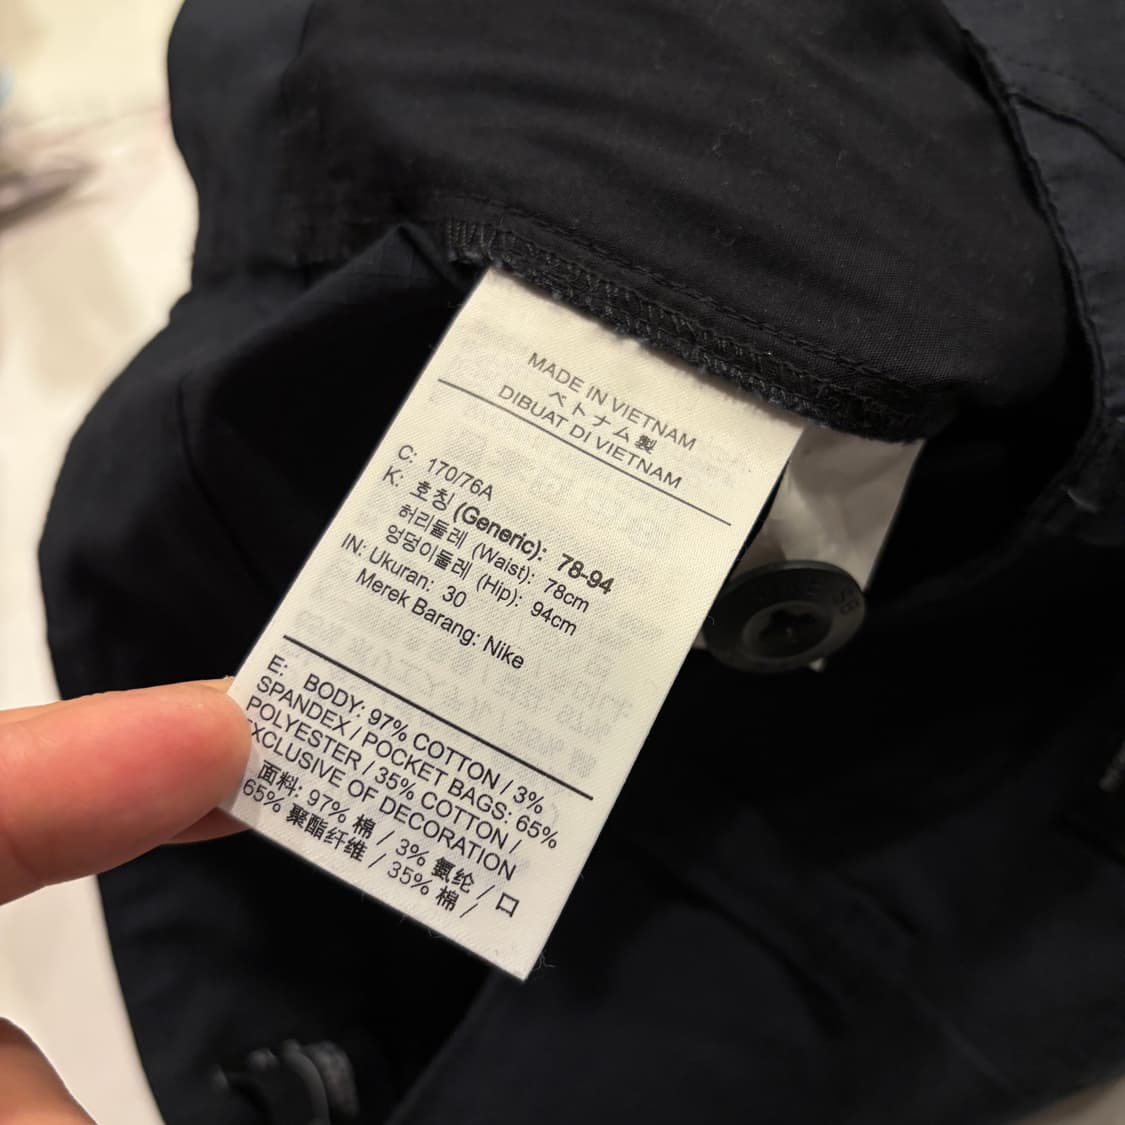 MADE IN VIETNAM
ベトナム製
DIBUAT DI VIETNAM
C: 170/76A
K: 호칭 (Generic): 78-94
허리둘레 (Waist): 78cm
엉덩이둘레 (Hip): 94cm
IN: Ukuran: 30
Merek Barang: Nike
E: BODY: 97% COTTON / 3%
SPANDEX / POCKET BAGS: 65%
POLYESTER / 35% COTTON /
EXCLUSIVE OF DECORATION
面料: 97% 棉 / 3% 氨纶 / 口
65% 聚酯纤维 / 35% 棉 /